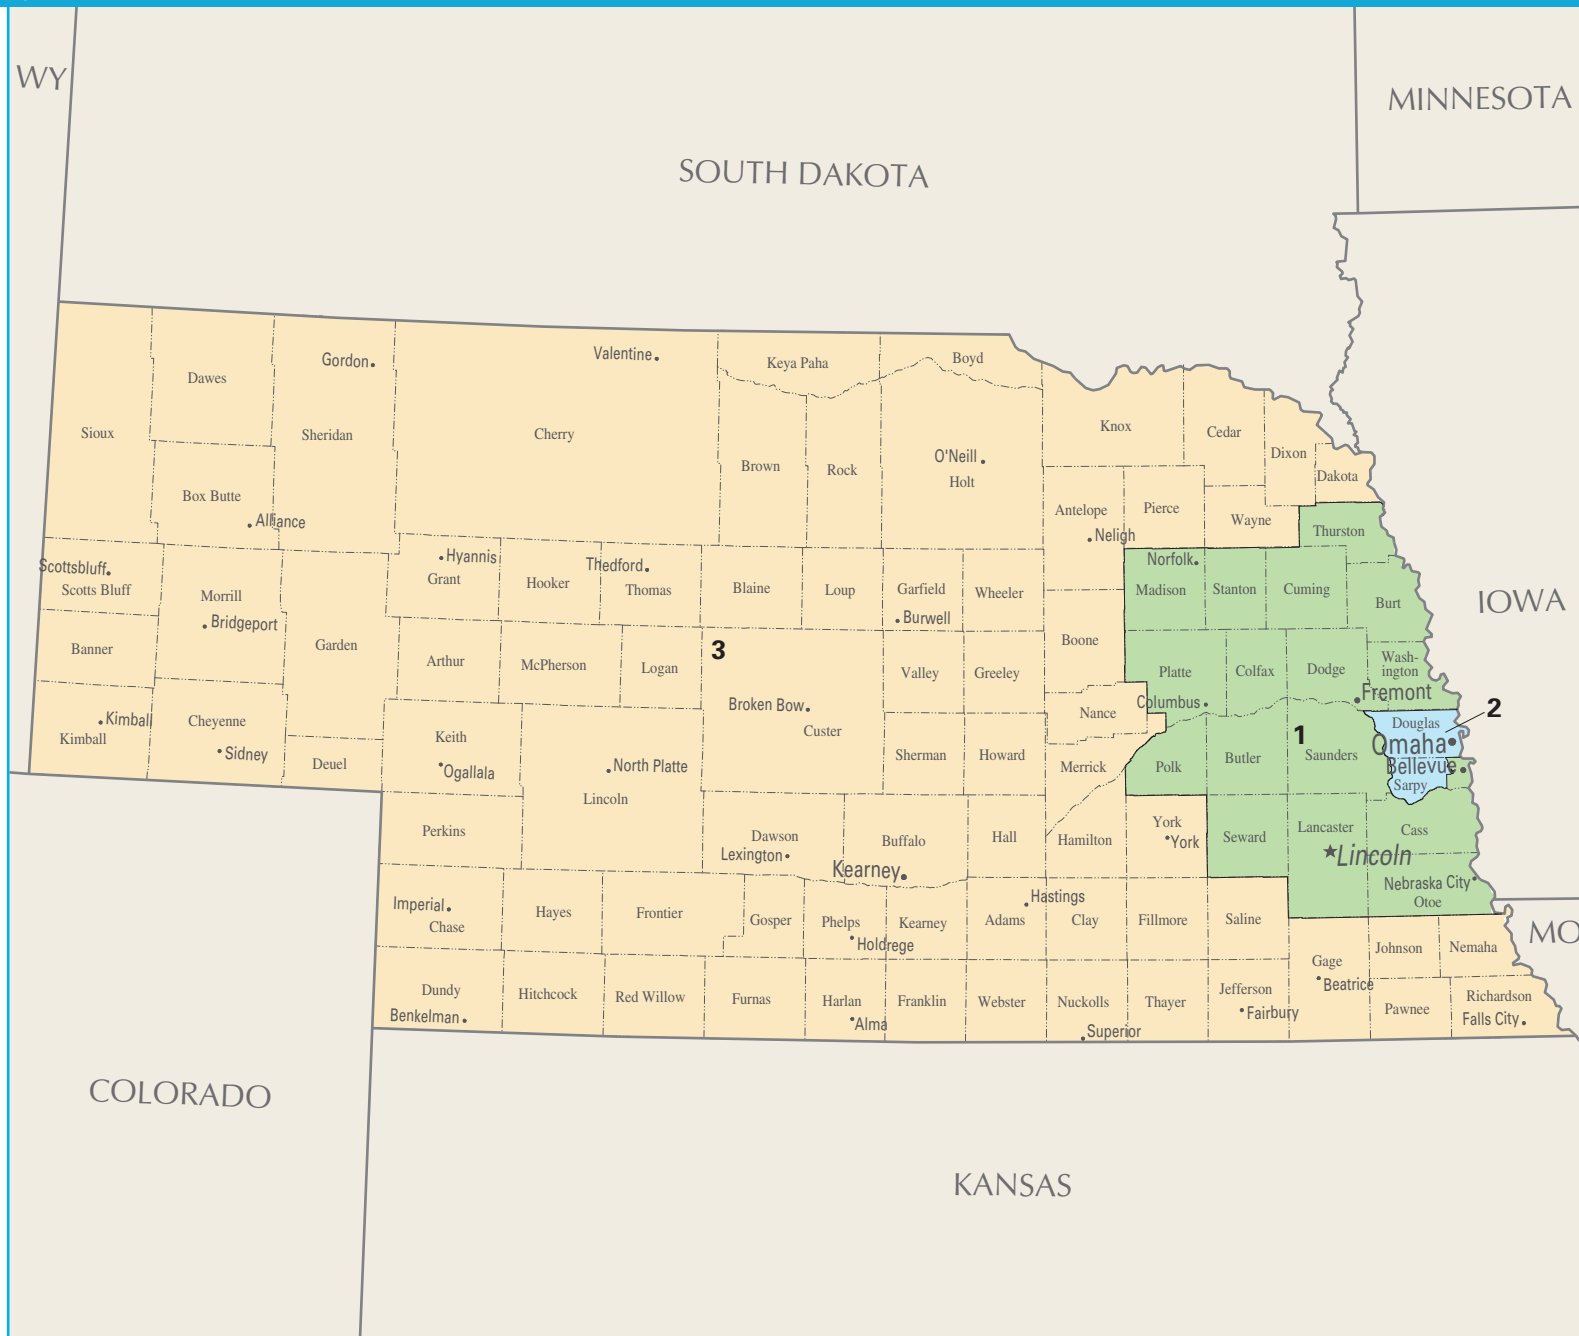 WY
MINNESOTA
SOUTH DAKOTA
Gordon
Valentine
Keya Paha
Boyd
Dawes
Sioux
Sheridan
Cherry
Knox
Cedar
Dixon
Brown
Rock
O'Neill
Holt
Dakota
Box Butte
Alliance
Antelope
Pierce
Wayne
Neligh
Thurston
Scottsbluff
Scotts Bluff
Hyannis
Grant
Hooker
Thedford
Thomas
Blaine
Loup
Garfield
Wheeler
Norfolk
Madison
Stanton
Cuming
Burt
IOWA
Morrill
Bridgeport
Burwell
Banner
Garden
Arthur
McPherson
Logan
3
Boone
Valley
Greeley
Platte
Colfax
Dodge
Wash-
ington
Fremont
Columbus
Kimball
Kimball
Cheyenne
Sidney
Deuel
Keith
Ogallala
North Platte
Lincoln
Broken Bow
Custer
Nance
2
Douglas
Omaha
1
Sherman
Howard
Merrick
Polk
Butler
Saunders
Bellevue
Sarpy
Perkins
Dawson
Lexington
Buffalo
Hall
Hamilton
York
York
Seward
Lancaster
Lincoln
Cass
Kearney
Nebraska City
Otoe
Imperial
Chase
Hayes
Frontier
Gosper
Phelps
Holdrege
Kearney
Hastings
Adams
Clay
Fillmore
Saline
MO
Gage
Beatrice
Johnson
Nemaha
Dundy
Benkelman
Hitchcock
Red Willow
Furnas
Harlan
Alma
Franklin
Webster
Nuckolls
Superior
Thayer
Jefferson
Fairbury
Pawnee
Richardson
Falls City
COLORADO
KANSAS